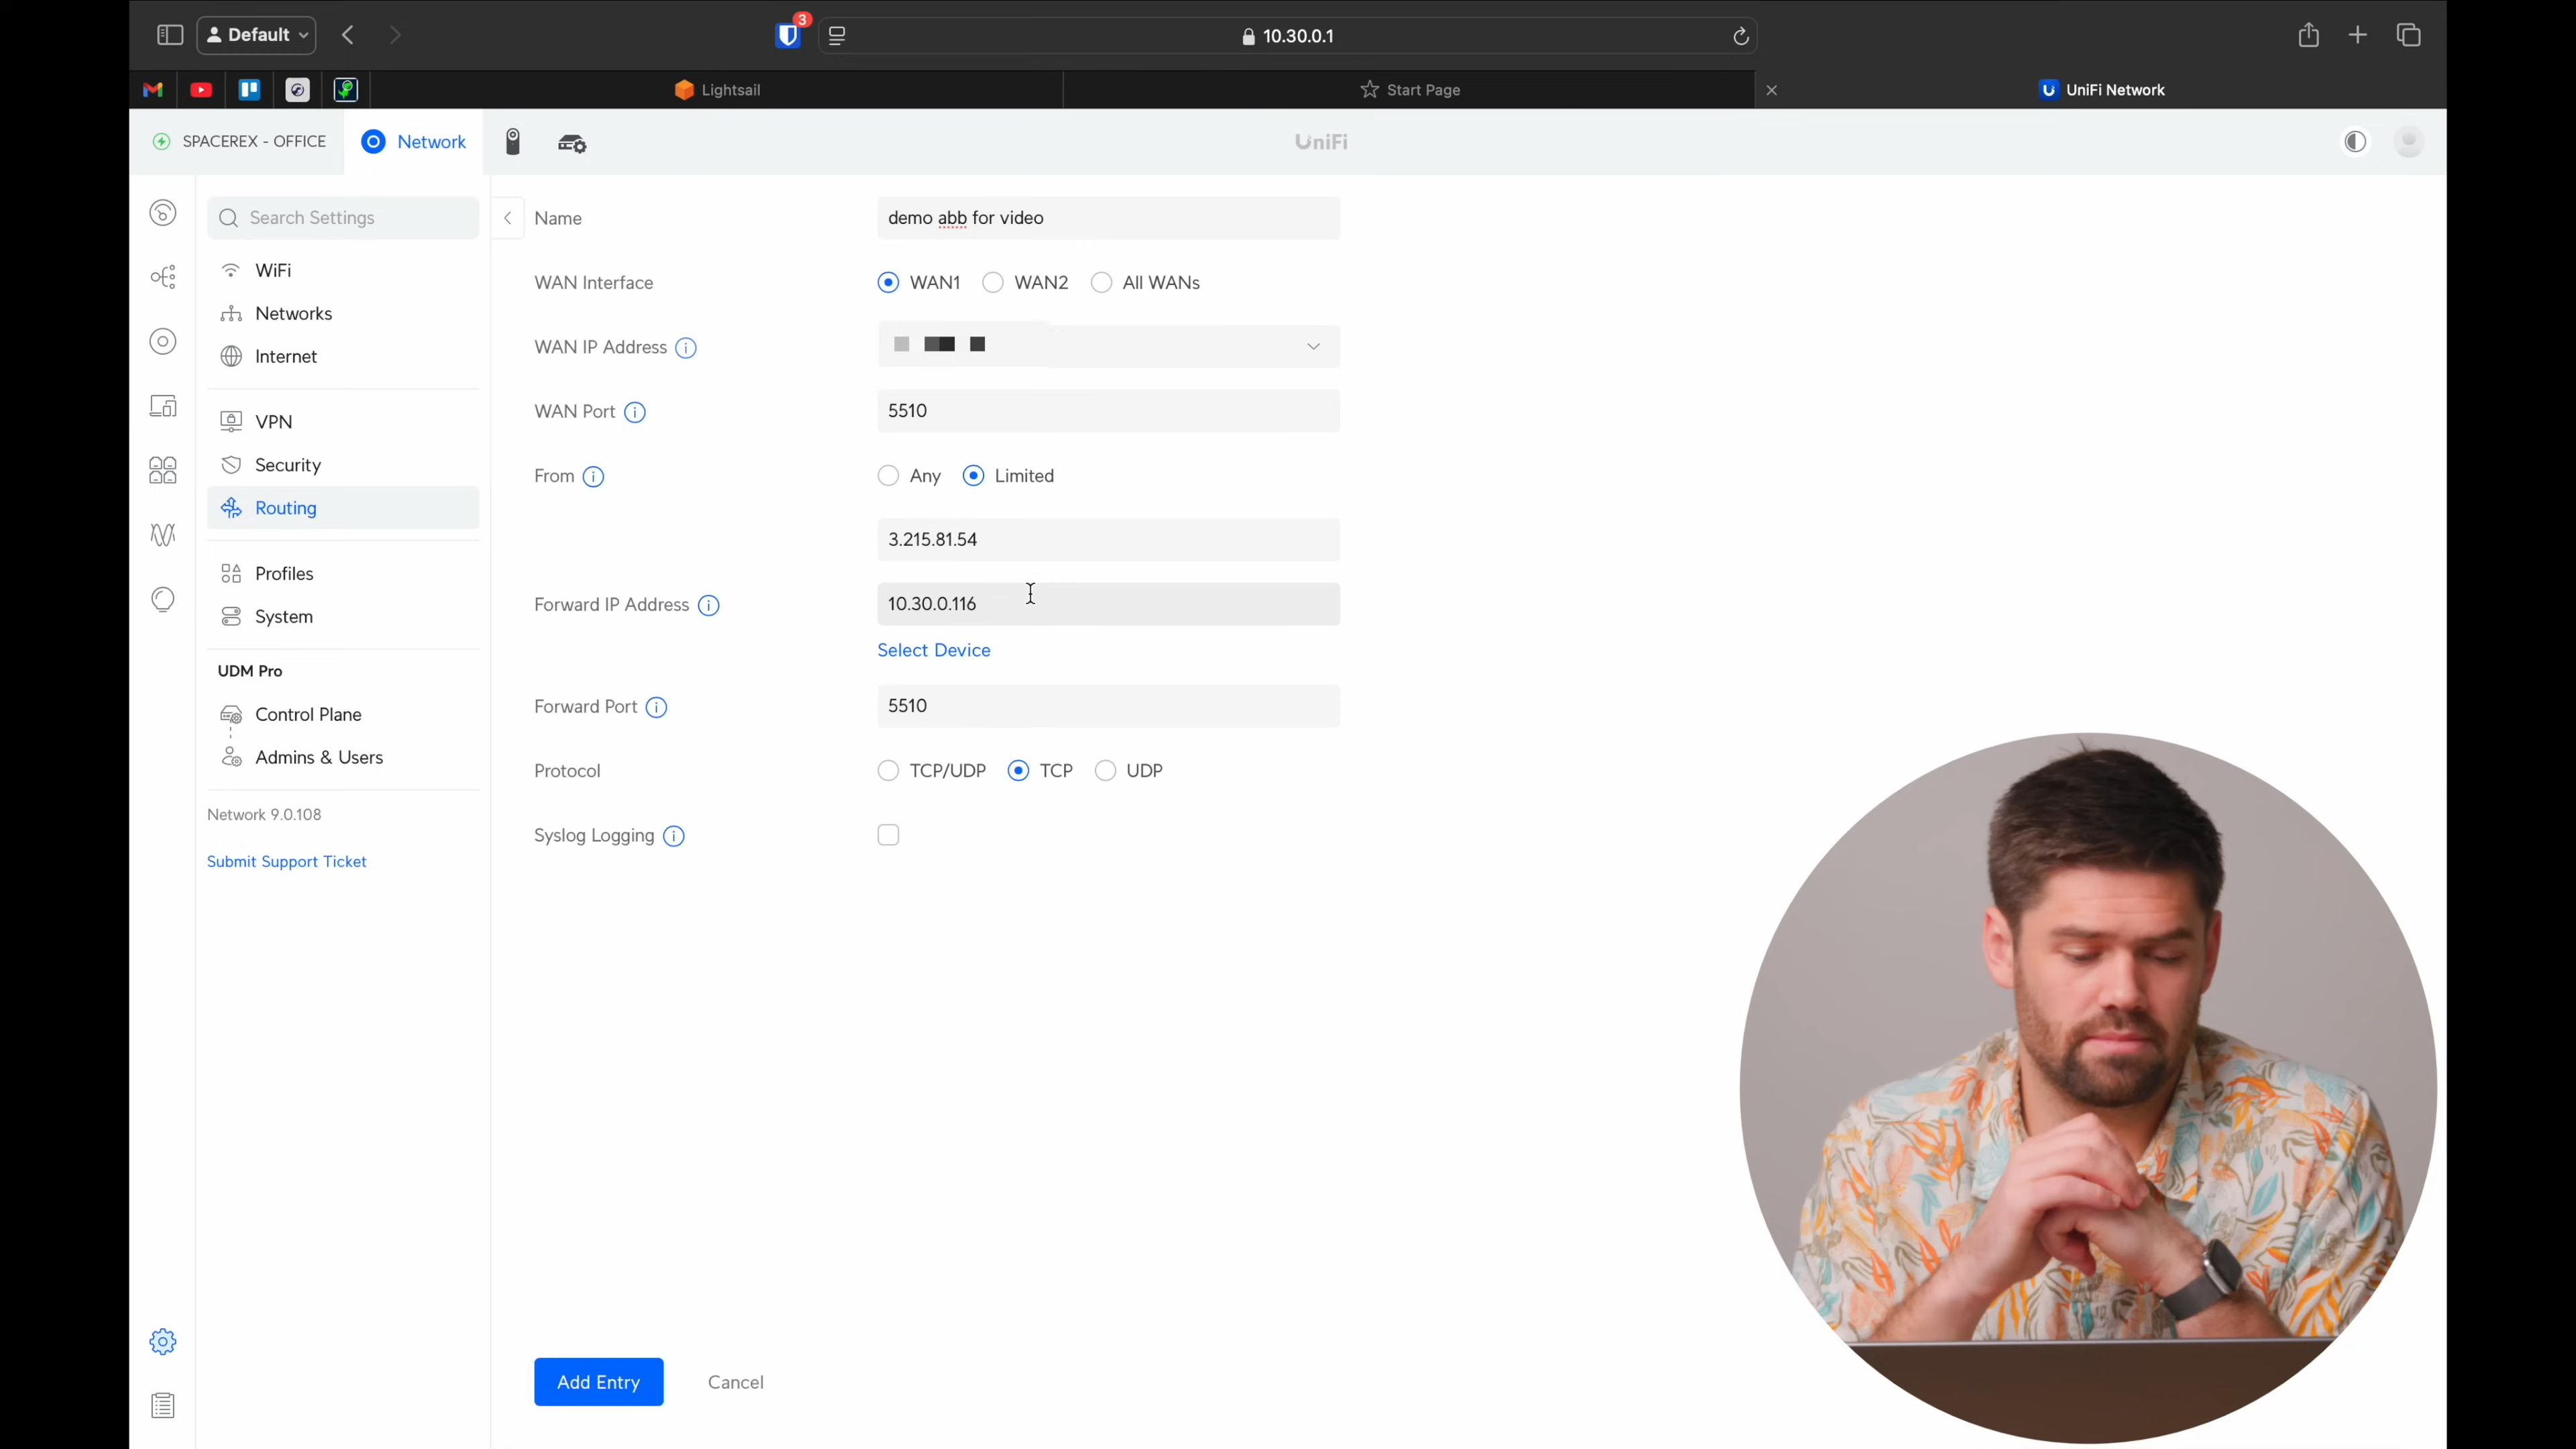 Default
3
10.30.0.1
Lightsail
Start Page
UniFi Network
SPACEREX - OFFICE
Network
UniFi
Search Settings
WiFi
Networks
Internet
VPN
Security
Routing
Profiles
System
UDM Pro
Control Plane
Admins & Users
Network 9.0.108
Submit Support Ticket
Name
demo abb for video
WAN Interface
WAN1 WAN2 All WANs
WAN IP Address
WAN Port
5510
From
Any Limited
3.215.81.54
Forward IP Address
10.30.0.116
Select Device
Forward Port
5510
Protocol
TCP/UDP TCP UDP
Syslog Logging
Add Entry Cancel